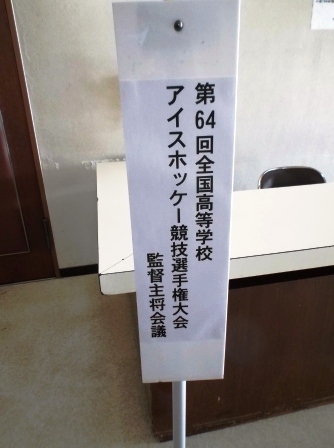 第64回全国高等学校
アイスホッケー競技選手権大会
監督主将会議